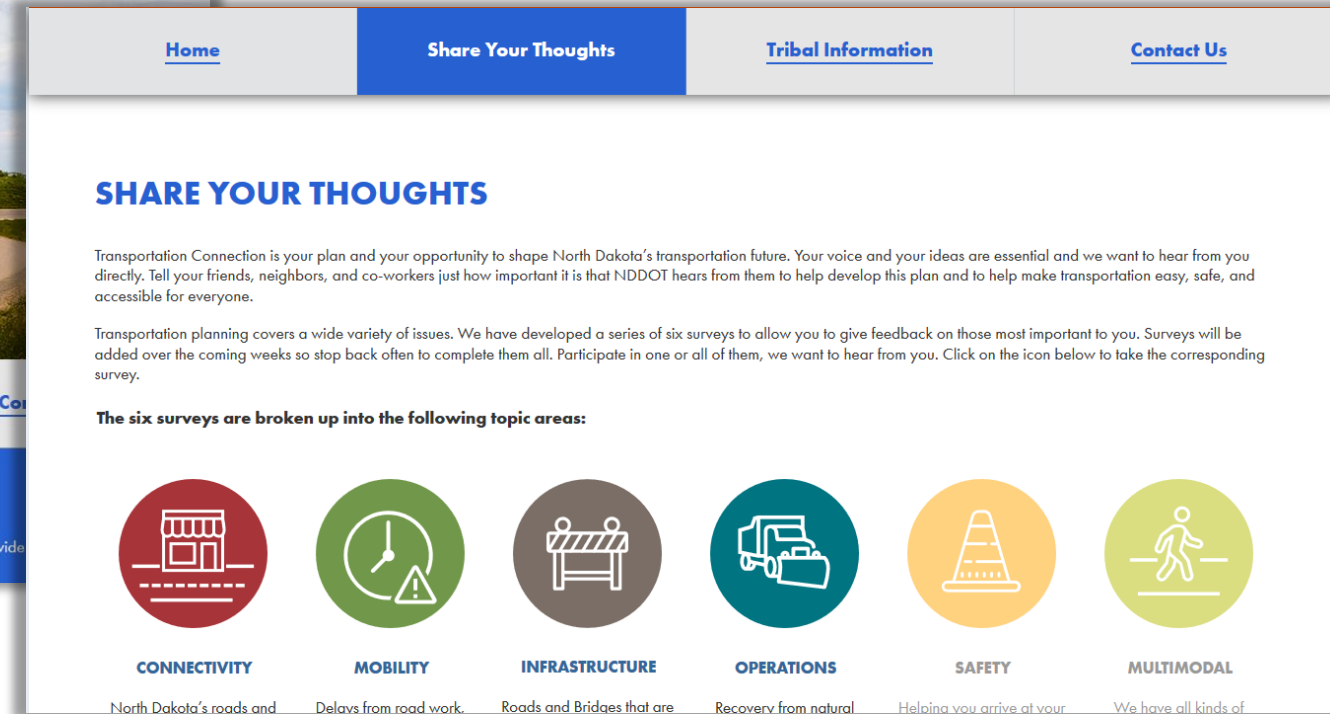 Home Share Your Thoughts Tribal Information Contact Us
SHARE YOUR THOUGHTS
Transportation Connection is your plan and your opportunity to shape North Dakota's transportation future. Your voice and your ideas are essential and we want to hear from you
directly. Tell your friends, neighbors, and co-workers just how important it is that NDDOT hears from them to help develop this plan and to help make transportation easy, safe, and
accessible for everyone.
Transportation planning covers a wide variety of issues. We have developed a series of six surveys to allow you to give feedback on those most important to you. Surveys will be
added over the coming weeks so stop back often to complete them all. Participate in one or all of them, we want to hear from you. Click on the icon below to take the corresponding
survey.
The six surveys are broken up into the following topic areas:
CONNECTIVITY MOBILITY INFRASTRUCTURE OPERATIONS SAFETY MULTIMODAL
North Dakota's roads and Delays from road work, Roads and Bridges that are Recovery from natural Helping you arrive at your We have all kinds of